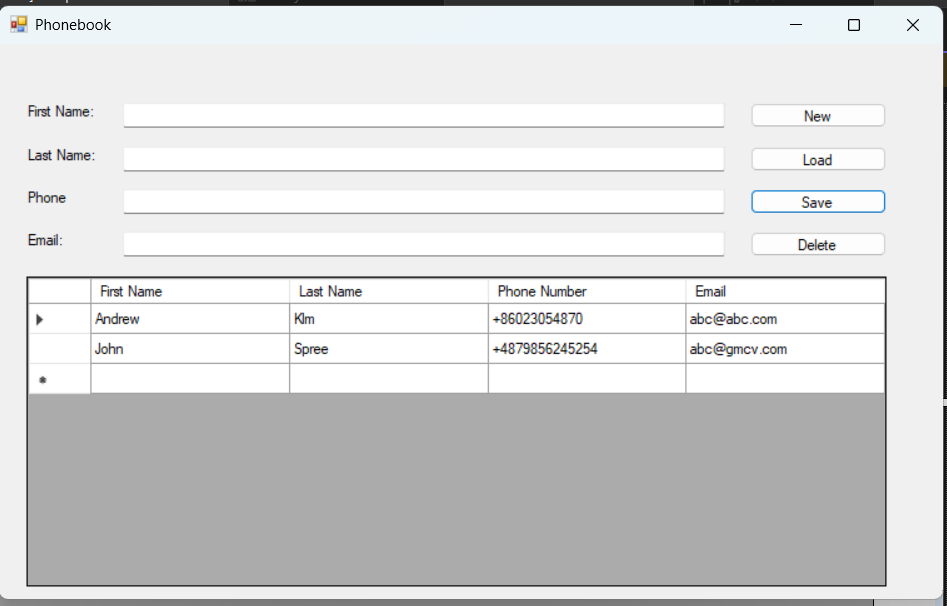 Phonebook
First Name:
New
Last Name:
Load
Phone
Save
Email:
Delete
First Name Last Name Phone Number Email
Andrew KIm +86023054870 abc@abc.com
John Spree +4879856245254 abc@gmcv.com